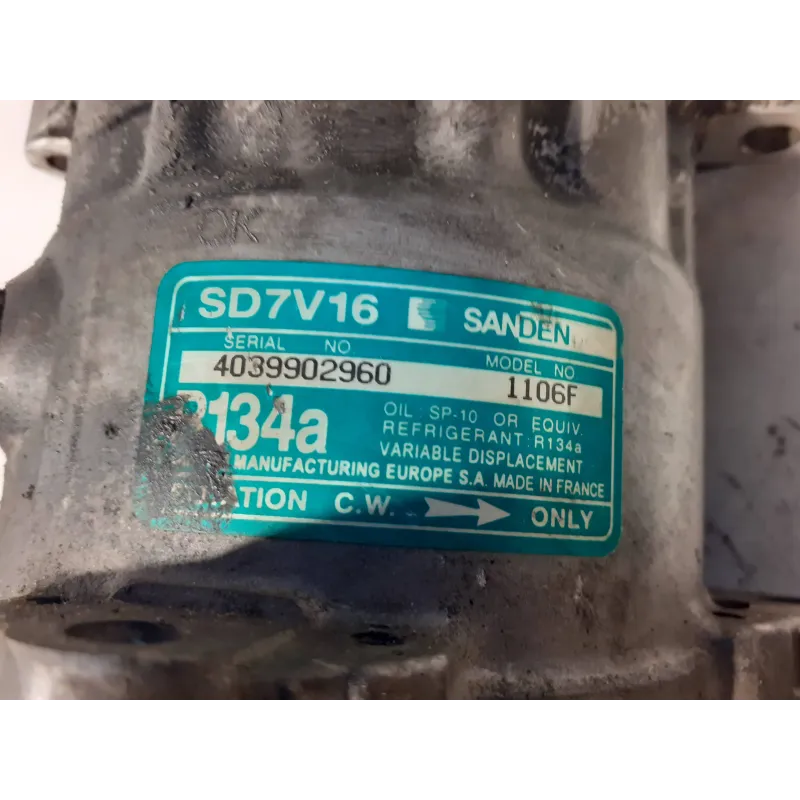 OK
SD7V16 SANDEN
SERIAL NO MODEL NO
4039902960 1106F
R134a
OIL: SP-10 OR EQUIV.
REFRIGERANT: R134a
VARIABLE DISPLACEMENT
MANUFACTURING EUROPE S.A. MADE IN FRANCE
C.W. ONLY